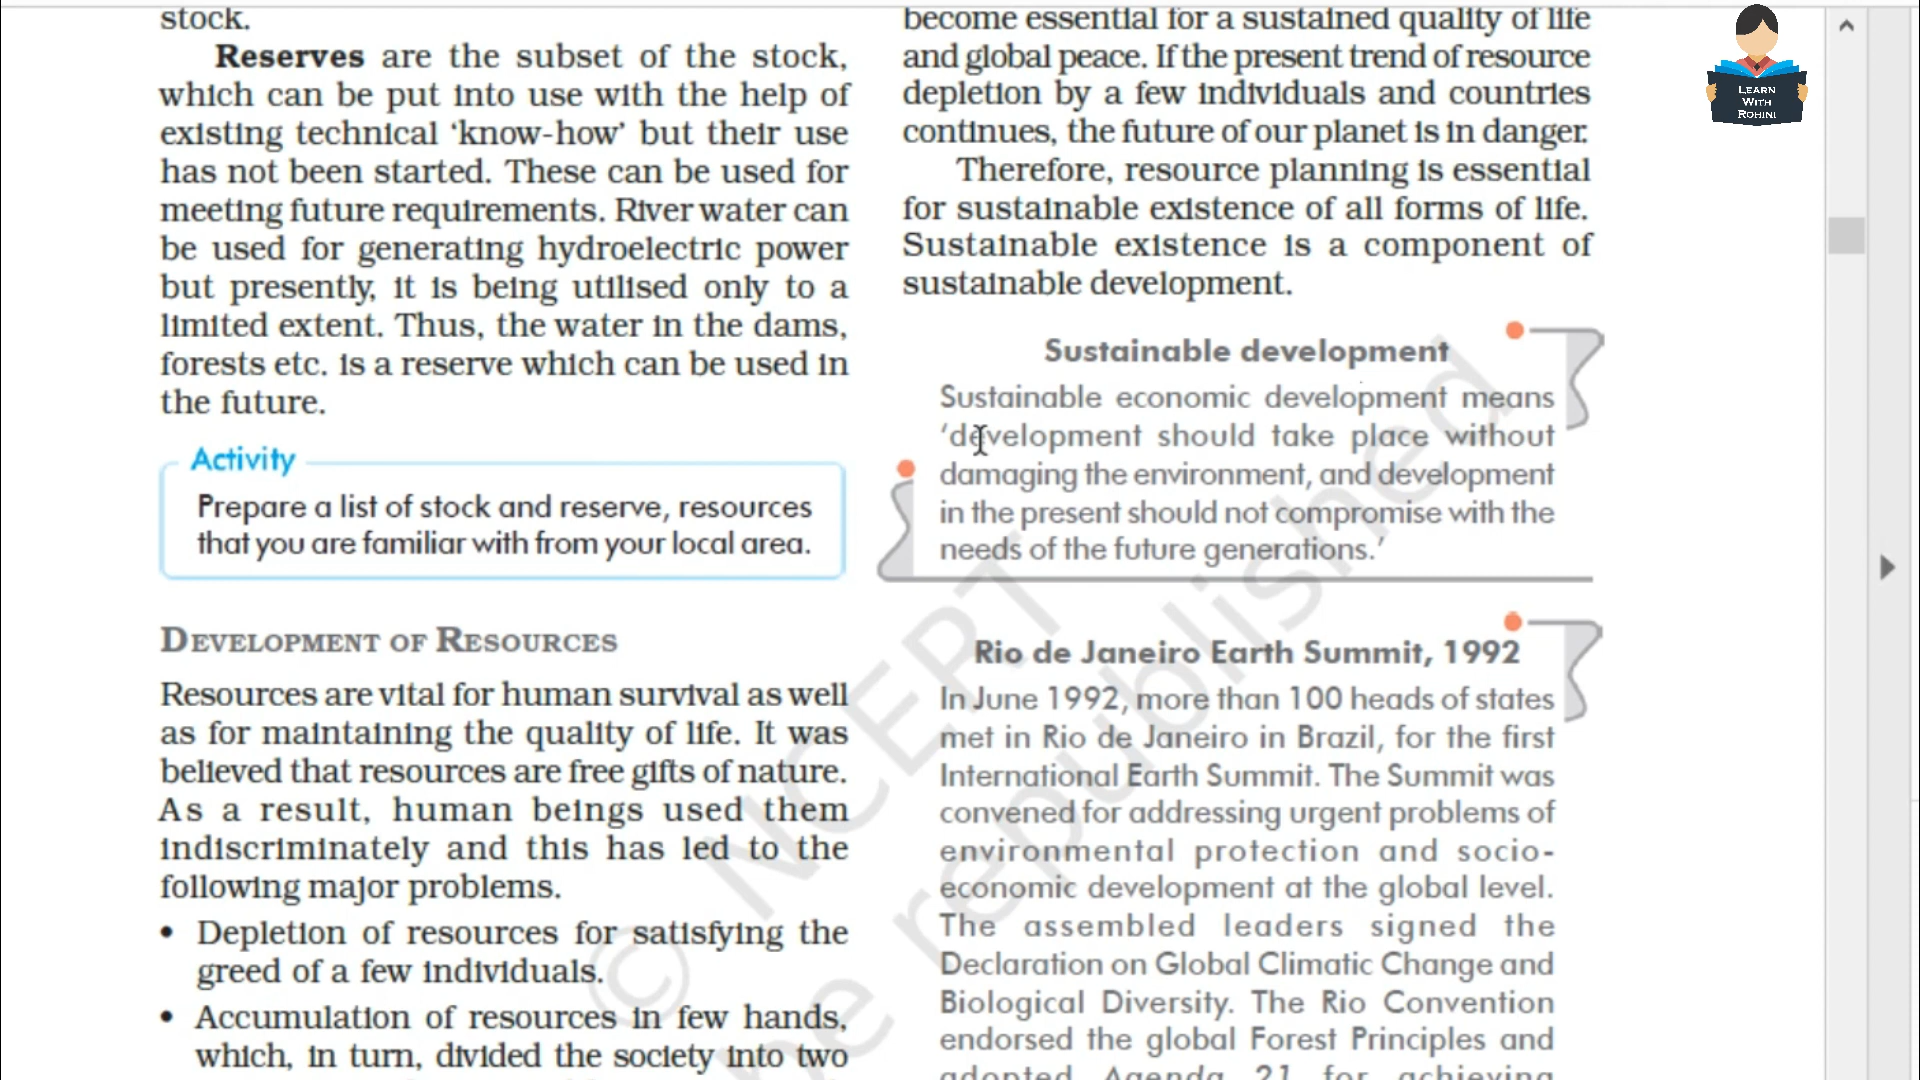 stock.
Reserves are the subset of the stock,
which can be put into use with the help of
existing technical ‘know-how’ but their use
has not been started. These can be used for
meeting future requirements. River water can
be used for generating hydroelectric power
but presently, it is being utilised only to a
limited extent. Thus, the water in the dams,
forests etc. is a reserve which can be used in
the future.
Activity
Prepare a list of stock and reserve, resources
that you are familiar with from your local area.
DEVELOPMENT OF RESOURCES
Resources are vital for human survival as well
as for maintaining the quality of life. It was
believed that resources are free gifts of nature.
As a result, human beings used them
indiscriminately and this has led to the
following major problems.
• Depletion of resources for satisfying the
greed of a few individuals.
• Accumulation of resources in few hands,
which, in turn, divided the society into two
become essential for a sustained quality of life
and global peace. If the present trend of resource
depletion by a few individuals and countries
continues, the future of our planet is in danger.
Therefore, resource planning is essential
for sustainable existence of all forms of life.
Sustainable existence is a component of
sustainable development.
Sustainable development
Sustainable economic development means
‘development should take place without
damaging the environment, and development
in the present should not compromise with the
needs of the future generations.’
Rio de Janeiro Earth Summit, 1992
In June 1992, more than 100 heads of states
met in Rio de Janeiro in Brazil, for the first
International Earth Summit. The Summit was
convened for addressing urgent problems of
environmental protection and socio-
economic development at the global level.
The assembled leaders signed the
Declaration on Global Climatic Change and
Biological Diversity. The Rio Convention
endorsed the global Forest Principles and
adopted Agenda 21 for achieving
© NCERT
be republished
LEARN
WITH
ROHINI